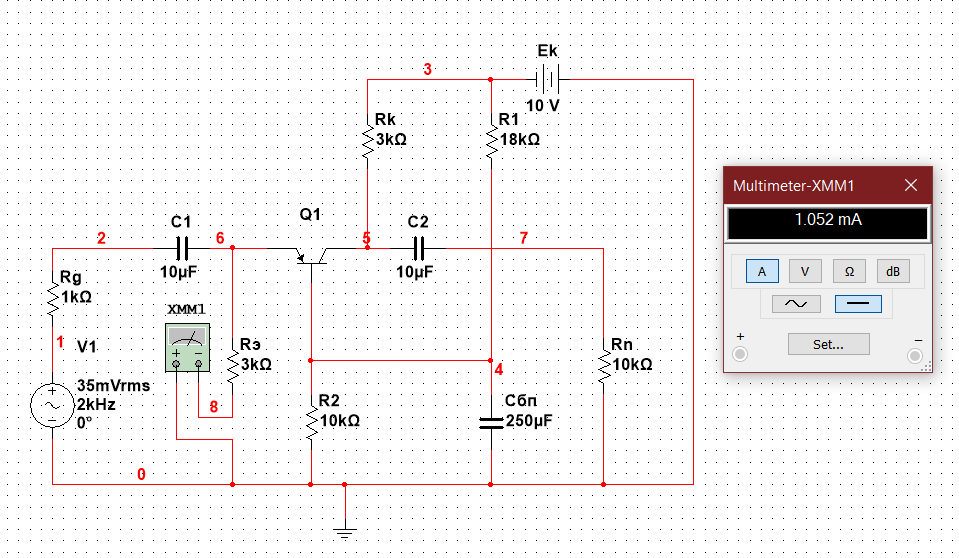 Ek
3
10 V
Rk
3kΩ
R1
18kΩ
Multimeter-XMM1
1.052 mA
A
V
Ω
dB
+
Set...
−
Q1
C1
10µF
C2
10µF
2
6
5
7
Rg
1kΩ
XMM1
+ −
1
V1
Rэ
3kΩ
Rn
10kΩ
4
35mVrms
2kHz
0°
8
R2
10kΩ
Сбп
250µF
0